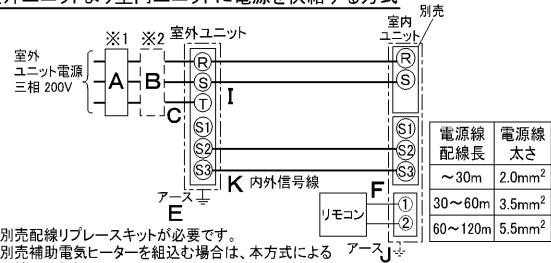 外ユニットより室内ユニットに電源を供給する方式
別売
※1 ※2 室外ユニット 室内ユニット
室外
ユニット電源
三相 200V
A B
R S T
C
I
R S
S1 S2 S3
S1 S2 S3
K 内外信号線
F
アース
E
リモコン
① ②
アース
J
電源線配線長 電源線太さ
~30m 2.0mm²
30~60m 3.5mm²
60~120m 5.5mm²
別売配線リプレースキットが必要です。
別売補助電気ヒーターを組込む場合は、本方式による